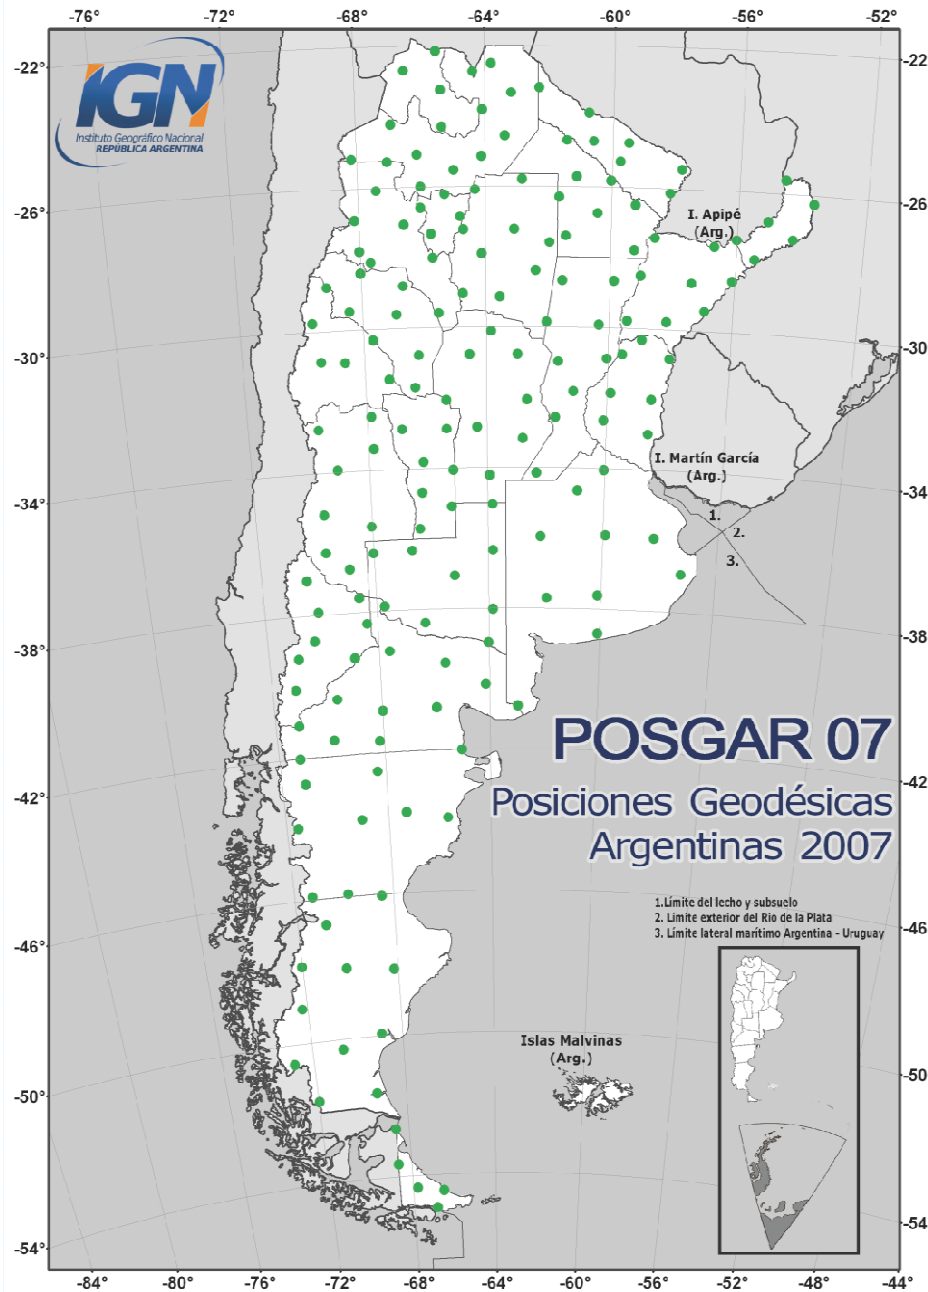 -76° -72° -68° -64° -60° -56° -52°
-22° -22
IGN
Instituto Geográfico Nacional
REPÚBLICA ARGENTINA
-26° -26
I. Apipé
(Arg.)
-30° -30
I. Martín García
(Arg.)
-34° -34
1.
2.
3.
-38° -38
POSGAR 07
-42° -42
Posiciones Geodésicas
Argentinas 2007
1.Límite del lecho y subsuelo
2. Límite exterior del Río de la Plata
3. Límite lateral marítimo Argentina - Uruguay
-46° -46
Islas Malvinas
(Arg.)
-50° -50
-54° -54
-84° -80° -76° -72° -68° -64° -60° -56° -52° -48° -44°